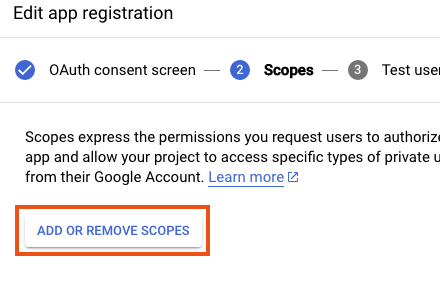 Edit app registration
OAuth consent screen — 2 Scopes — 3 Test user
Scopes express the permissions you request users to authorize
app and allow your project to access specific types of private u
from their Google Account. Learn more
ADD OR REMOVE SCOPES